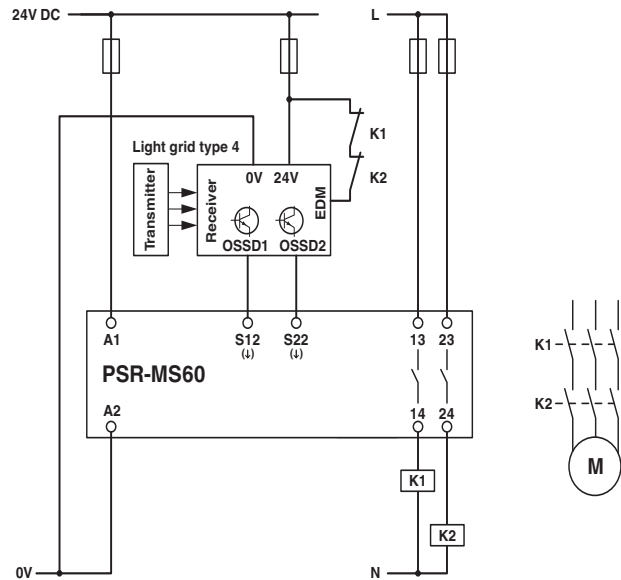 24V DC
L
K1
Light grid type 4
K2
0V 24V
Transmitter
Receiver
EDM
OSSD1 OSSD2
A1
S12
(↓)
S22
(↓)
13 23
PSR-MS60
A2
14 24
K1
K2
0V
N
K1
K2
M